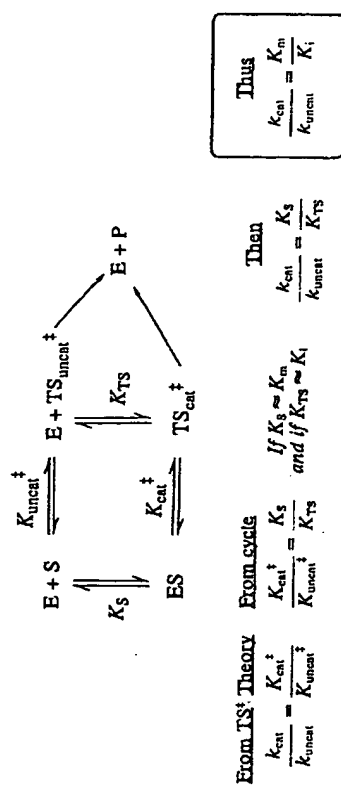 K_uncat‡
E + S ⇌ E + TS_uncat‡
K_S K_TS E + P
K_cat‡
ES ⇌ TS_cat‡
From TS‡ Theory
k_cat / k_uncat = K_cat‡ / K_uncat‡
From cycle
K_cat‡ / K_uncat‡ = K_S / K_TS
If K_S ≈ K_m
and if K_TS ≈ K_i
Then
k_cat / k_uncat = K_S / K_TS
Thus
k_cat / k_uncat = K_m / K_i